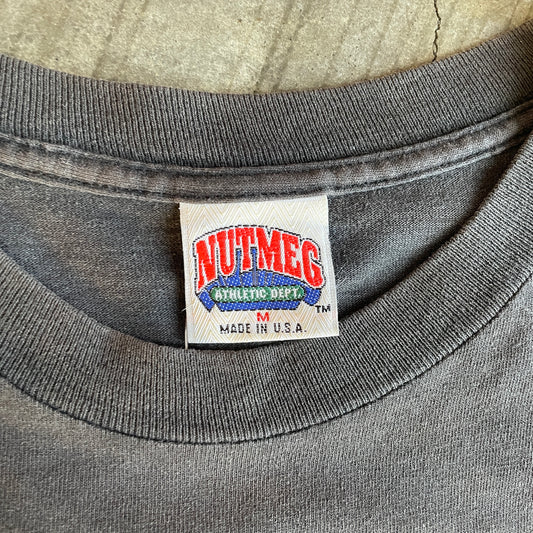 NUTMEG
ATHLETIC DEPT.
TM
M
MADE IN U.S.A.